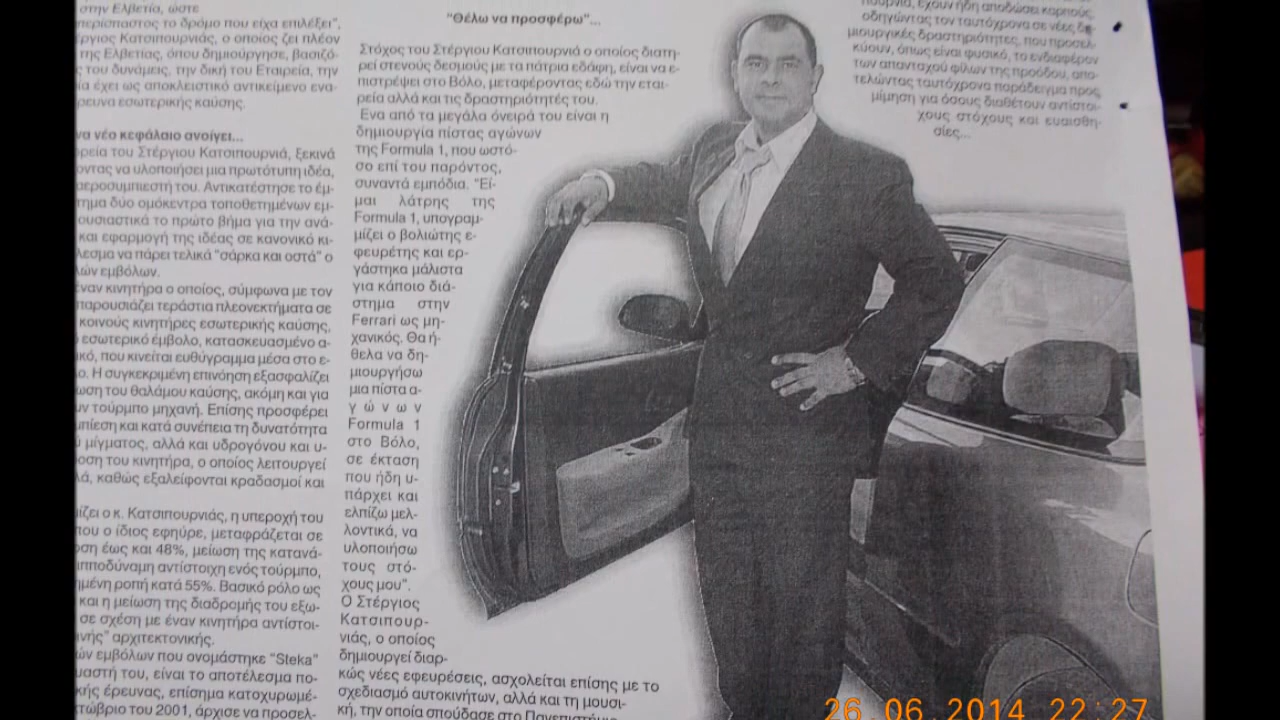 στην Ελβετία, ώστε
περίσπαστος το δρόμο που είχα επιλέξει",
έργιος Κατσιπουρνιάς, ο οποίος ζει πλέον
της Ελβετίας, όπου δημιούργησε, βασιζό-
ς του δυνάμεις, την δική του Εταιρεία, την
ία έχει ως αποκλειστικό αντικείμενο ενα-
ρευνα εσωτερικής καύσης.
να νέο κεφάλαιο ανοίγει...
ρεία του Στέργιου Κατσιπουρνιά, ξεκινά
οντας να υλοποιήσει μια πρωτότυπη ιδέα,
αεροσυμπιεστή του. Αντικατέστησε το έμ-
τημα δύο ομόκεντρα τοποθετημένων εμ-
ουσιαστικά το πρώτο βήμα για την ανά-
και εφαρμογή της ιδέας σε κανονικό κι-
λεσμα να πάρει τελικά "σάρκα και οστά" ο
λών εμβόλων.
έναν κινητήρα ο οποίος, σύμφωνα με τον
παρουσιάζει τεράστια πλεονεκτήματα σε
κοινούς κινητήρες εσωτερικής καύσης,
εσωτερικό έμβολο, κατασκευασμένο α-
ικό, που κινείται ευθύγραμμα μέσα στο ε-
ο. Η συγκεκριμένη επινόηση εξασφαλίζει
ωση του θαλάμου καύσης, ακόμη και για
ν τούρμπο μηχανή. Επίσης προσφέρει
μπίεση και κατά συνέπεια τη δυνατότητα
ύ μίγματος, αλλά και υδρογόνου και υ-
οση του κινητήρα, ο οποίος λειτουργεί
λά, καθώς εξαλείφονται κραδασμοί και
ίζει ο κ. Κατσιπουρνιάς, η υπεροχή του
που ο ίδιος εφηύρε, μεταφράζεται σε
ση έως και 48%, μείωση της κατανά-
ιπποδύναμη αντίστοιχη ενός τούρμπο,
ημένη ροπή κατά 55%. Βασικό ρόλο ως
και η μείωση της διαδρομής του εξω-
σε σχέση με έναν κινητήρα αντίστοι-
νής" αρχιτεκτονικής.
ών εμβόλων που ονομάστηκε "Steka"
υαστή του, είναι το αποτέλεσμα πο-
κής έρευνας, επίσημα κατοχυρωμέ-
κτώβριο του 2001, άρχισε να προσελ-
"Θέλω να προσφέρω"...
Στόχος του Στέργιου Κατσιπουρνιά ο οποίος διατη-
ρεί στενούς δεσμούς με τα πάτρια εδάφη, είναι να ε-
πιστρέψει στο Βόλο, μεταφέροντας εδώ την εται-
ρεία αλλά και τις δραστηριότητές του.
Ενα από τα μεγάλα όνειρά του είναι η
δημιουργία πίστας αγώνων
της Formula 1, που ωστό-
σο επί του παρόντος,
συναντά εμπόδια. "Εί-
μαι λάτρης της
Formula 1, υπογραμ-
μίζει ο βολιώτης ε-
φευρέτης και ερ-
γάστηκα μάλιστα
για κάποιο διά-
στημα στην
Ferrari ως μη-
χανικός. Θα ή-
θελα να δη-
μιουργήσω
μια πίστα α-
γώνων
Formula 1
στο Βόλο,
σε έκταση
που ήδη υ-
πάρχει και
ελπίζω μελ-
λοντικά, να
υλοποιήσω
τους στό-
χους μου".
Ο Στέργιος
Κατσιπουρ-
νιάς, ο οποίος
δημιουργεί διαρ-
κώς νέες εφευρέσεις, ασχολείται επίσης με το
σχεδιασμό αυτοκινήτων, αλλά και τη μουσι-
κή, την οποία σπούδασε στο Πανεπιστήμιο
πουρνιά, έχουν ήδη αποδώσει καρπούς,
οδηγώντας τον ταυτόχρονα σε νέες δη-
μιουργικές δραστηριότητες, που προσελ-
κύουν, όπως είναι φυσικό, το ενδιαφέρον
των απανταχού φίλων της προόδου, απο-
τελώντας ταυτόχρονα παράδειγμα προς
μίμηση για όσους διαθέτουν αντίστοι-
χους στόχους και ευαισθη-
σίες...
26.06.2014 22:27